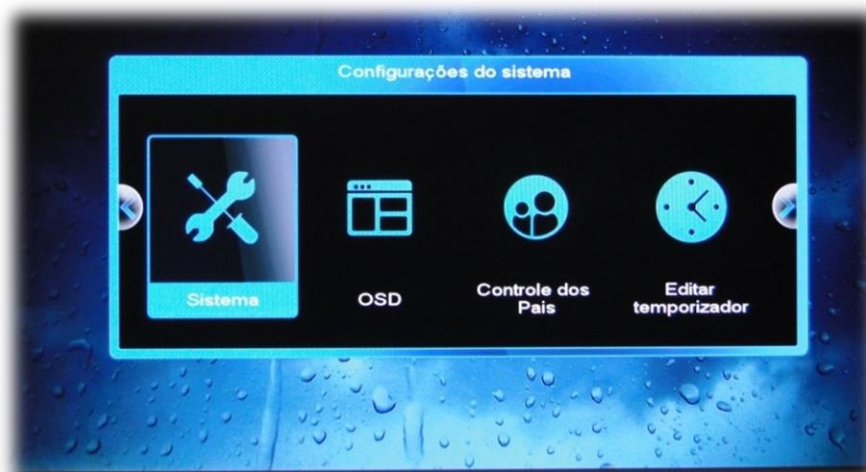 Configurações do sistema
Sistema
OSD
Controle dos
Pais
Editar
temporizador